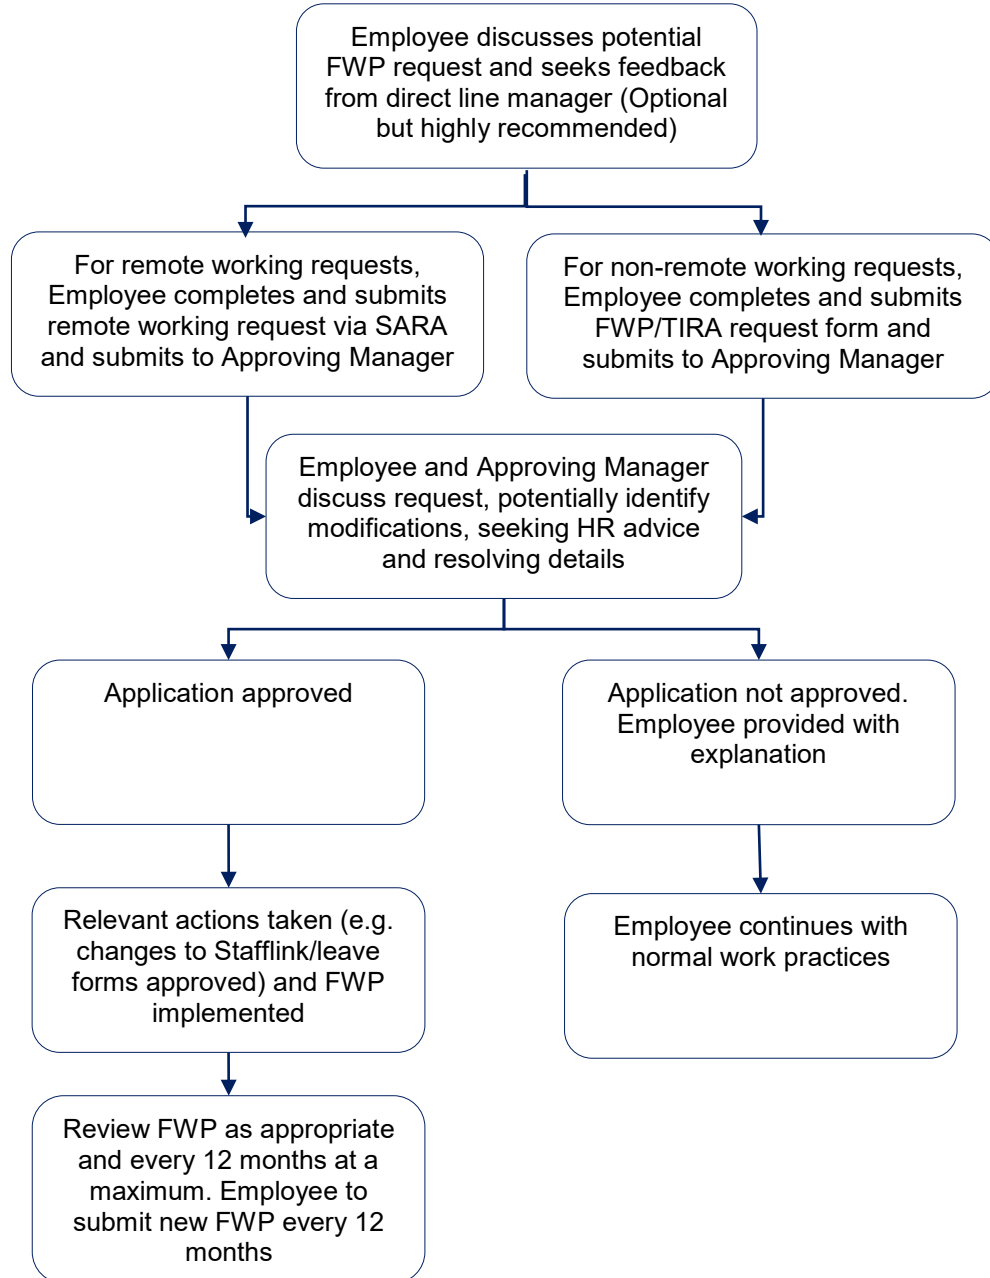 Employee discusses potential
FWP request and seeks feedback
from direct line manager (Optional
but highly recommended)
For remote working requests,
Employee completes and submits
remote working request via SARA
and submits to Approving Manager
For non-remote working requests,
Employee completes and submits
FWP/TIRA request form and
submits to Approving Manager
Employee and Approving Manager
discuss request, potentially identify
modifications, seeking HR advice
and resolving details
Application approved
Application not approved.
Employee provided with
explanation
Relevant actions taken (e.g.
changes to Stafflink/leave
forms approved) and FWP
implemented
Employee continues with
normal work practices
Review FWP as appropriate
and every 12 months at a
maximum. Employee to
submit new FWP every 12
months